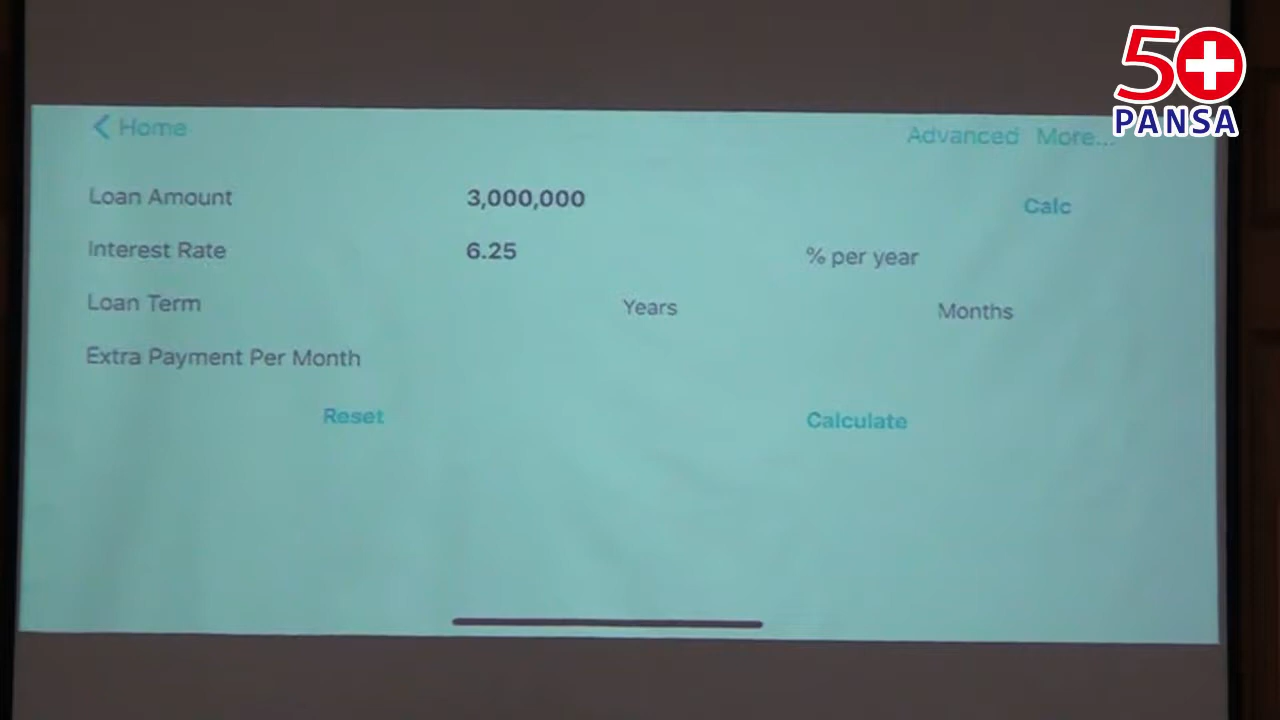 50
PANSA
Home
Advanced More...
Loan Amount 3,000,000 Calc
Interest Rate 6.25 % per year
Loan Term Years Months
Extra Payment Per Month
Reset Calculate